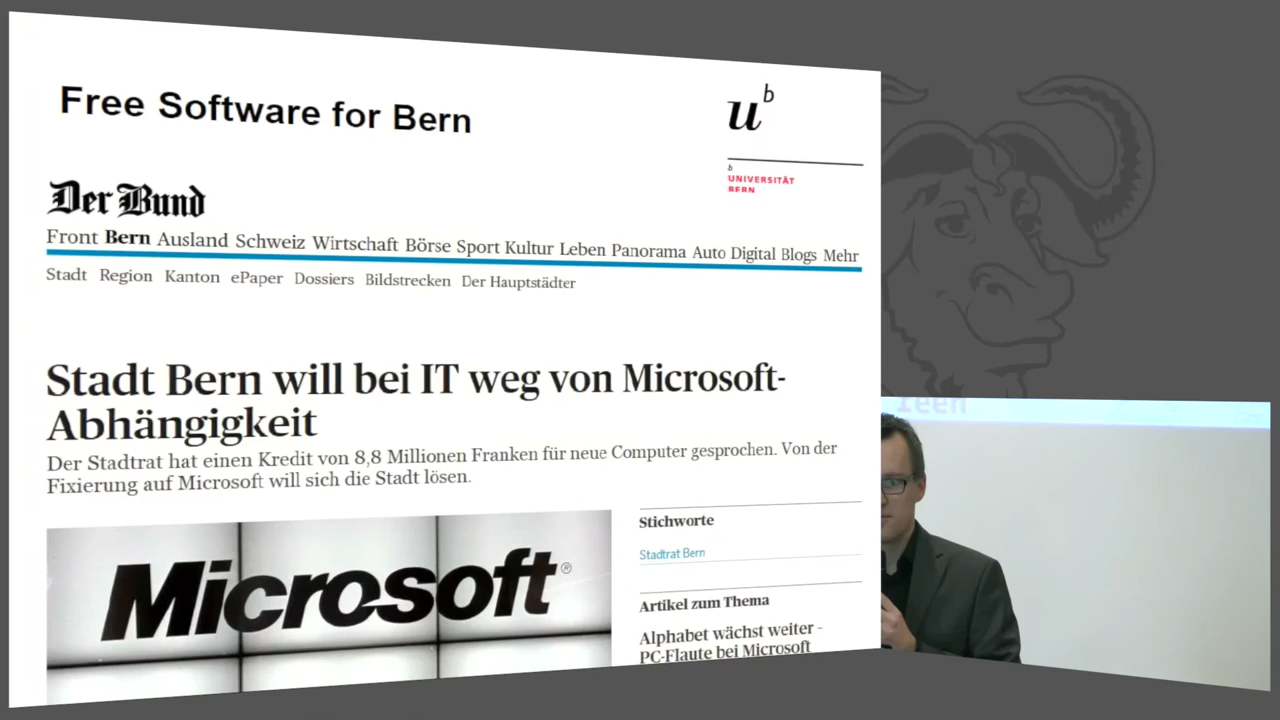 Free Software for Bern
u b
b
UNIVERSITÄT
BERN
Der Bund
Front Bern Ausland Schweiz Wirtschaft Börse Sport Kultur Leben Panorama Auto Digital Blogs Mehr
Stadt Region Kanton ePaper Dossiers Bildstrecken Der Hauptstädter
Stadt Bern will bei IT weg von Microsoft-
Abhängigkeit
Der Stadtrat hat einen Kredit von 8,8 Millionen Franken für neue Computer gesprochen. Von der
Fixierung auf Microsoft will sich die Stadt lösen.
Microsoft®
Stichworte
Stadtrat Bern
Artikel zum Thema
Alphabet wächst weiter –
PC-Flaute bei Microsoft